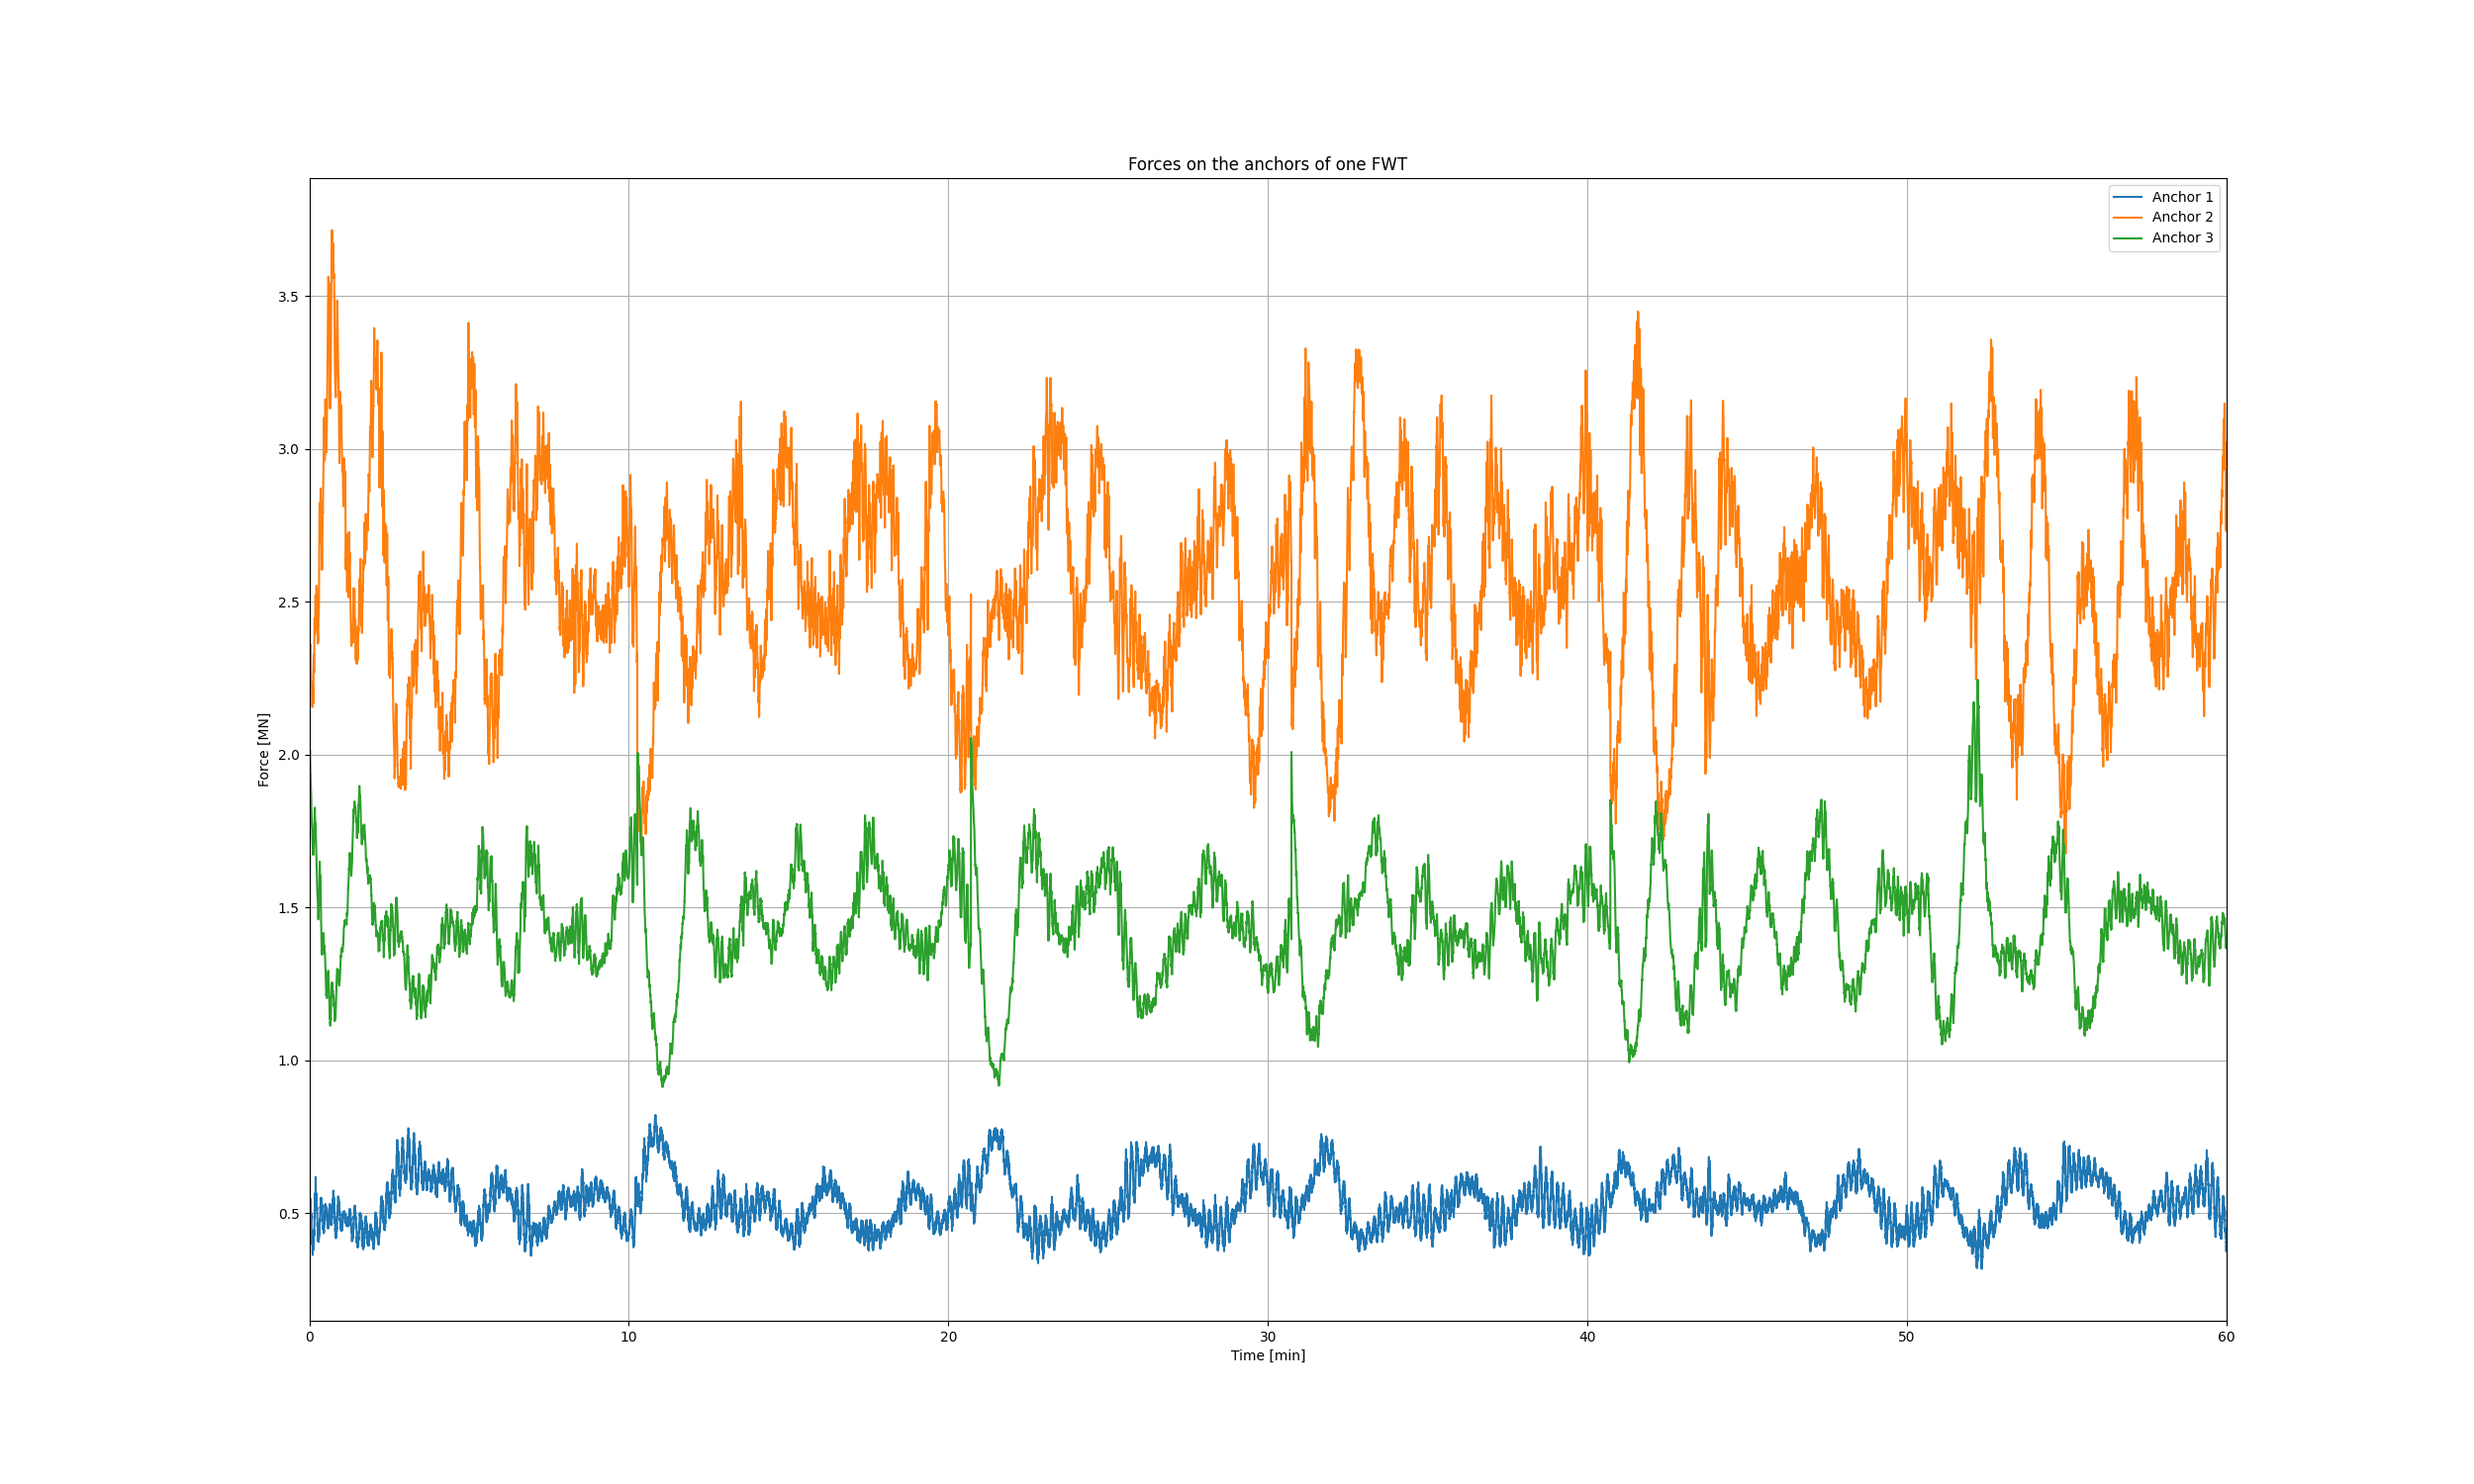 Forces on the anchors of one FWT
Anchor 1
Anchor 2
Anchor 3
3.5
3.0
2.5
2.0
1.5
1.0
0.5
Force [MN]
0 10 20 30 40 50 60
Time [min]